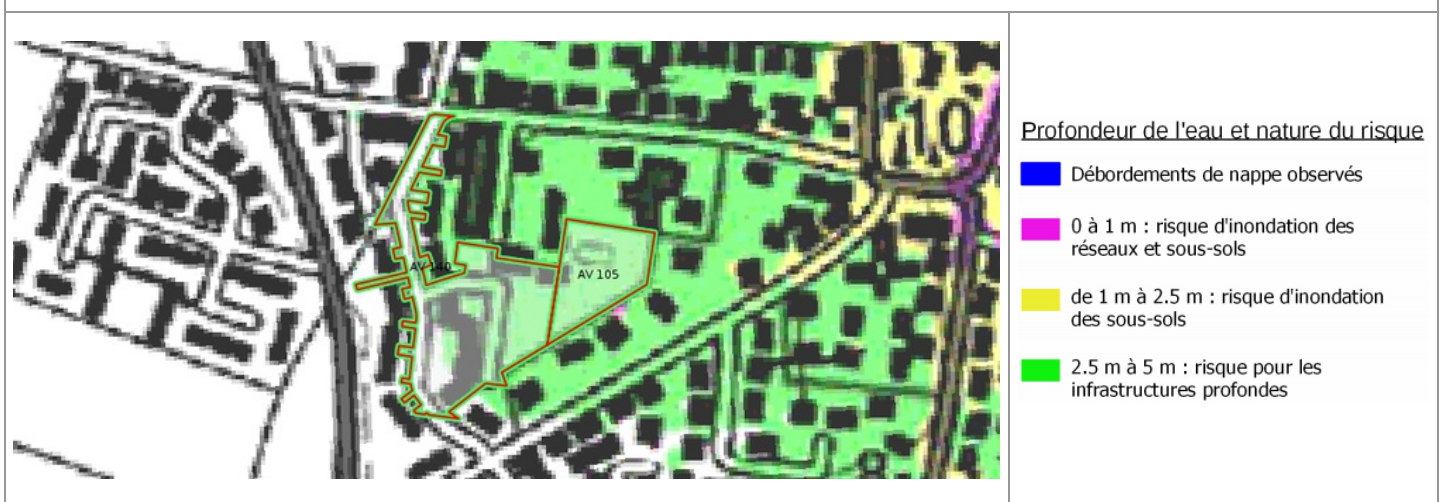 10
AV 140
AV 105
Profondeur de l'eau et nature du risque
Débordements de nappe observés
0 à 1 m : risque d'inondation des
réseaux et sous-sols
de 1 m à 2.5 m : risque d'inondation
des sous-sols
2.5 m à 5 m : risque pour les
infrastructures profondes